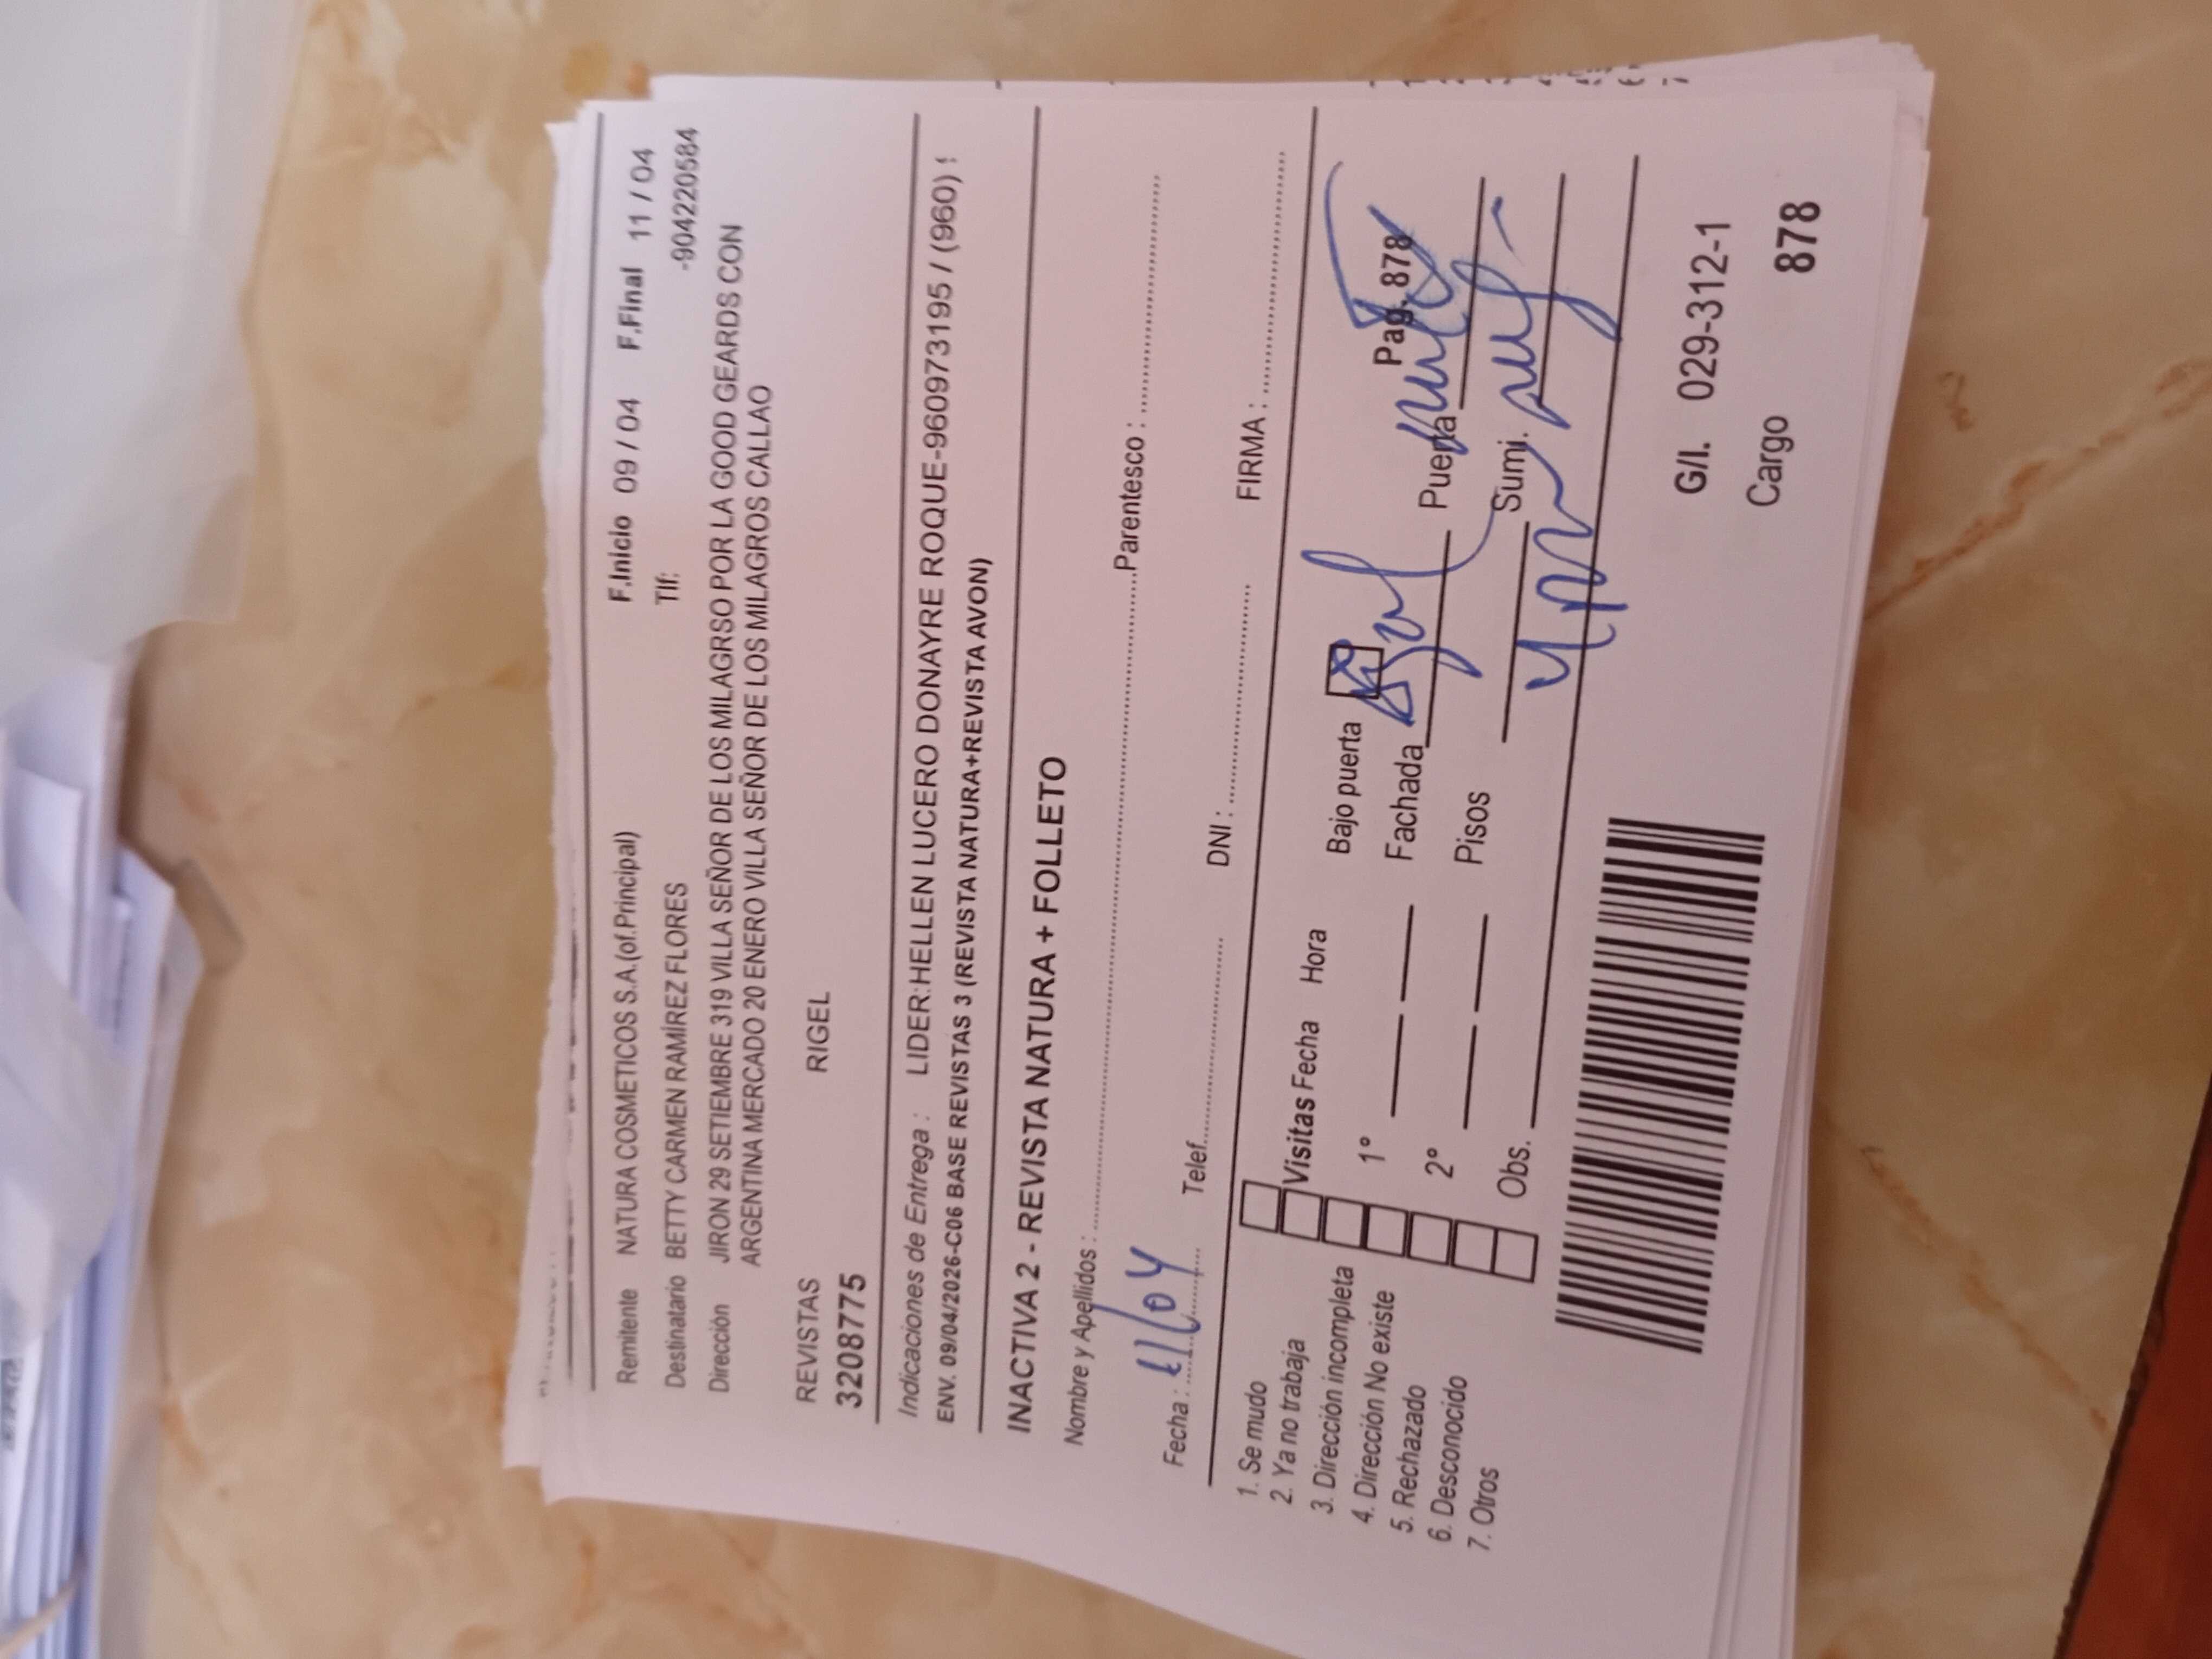 Remitente NATURA COSMETICOS S.A.(of.Principal) F.Inicio 09 / 04 F.Final 11 / 04
Destinatario BETTY CARMEN RAMÍREZ FLORES Tlf: -904220584
Dirección JIRON 29 SETIEMBRE 319 VILLA SEÑOR DE LOS MILAGRSO POR LA GOOD GEARDS CON
ARGENTINA MERCADO 20 ENERO VILLA SEÑOR DE LOS MILAGROS CALLAO
REVISTAS RIGEL
3208775
Indicaciones de Entrega : LIDER:HELLEN LUCERO DONAYRE ROQUE-960973195 / (960)
ENV. 09/04/2026-C06 BASE REVISTAS 3 (REVISTA NATURA+REVISTA AVON)
INACTIVA 2 - REVISTA NATURA + FOLLETO
Nombre y Apellidos : Parentesco :
Fecha : 11/04 Telef. DNI : FIRMA :
1. Se mudo
2. Ya no trabaja
3. Dirección incompleta
4. Dirección No existe
5. Rechazado
6. Desconocido
7. Otros
Visitas Fecha Hora Bajo puerta Pag. 878
1° Fachada Puerta
2° Pisos Sumi.
Obs.
G/I. 029-312-1
Cargo 878